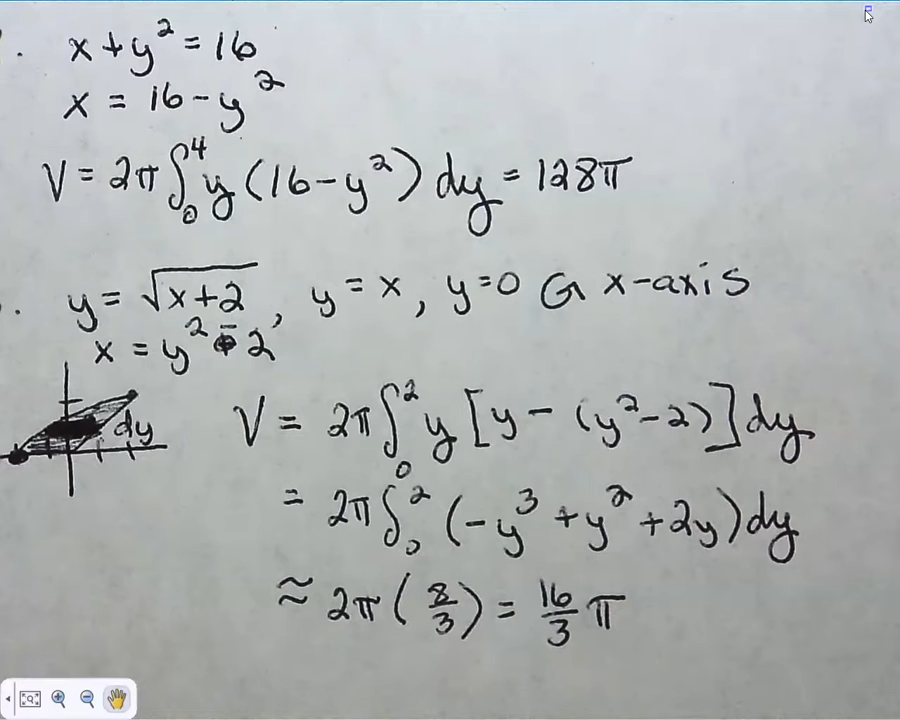 . x + y² = 16
x = 16 - y²
V = 2π ∫₀⁴ y (16 - y²) dy = 128π
. y = √(x+2) , y = x , y = 0 G x-axis
x = y² - 2
dy
V = 2π ∫₀² y [y - (y² - 2)] dy
= 2π ∫₀² (-y³ + y² + 2y) dy
≈ 2π (8/3) = 16/3 π